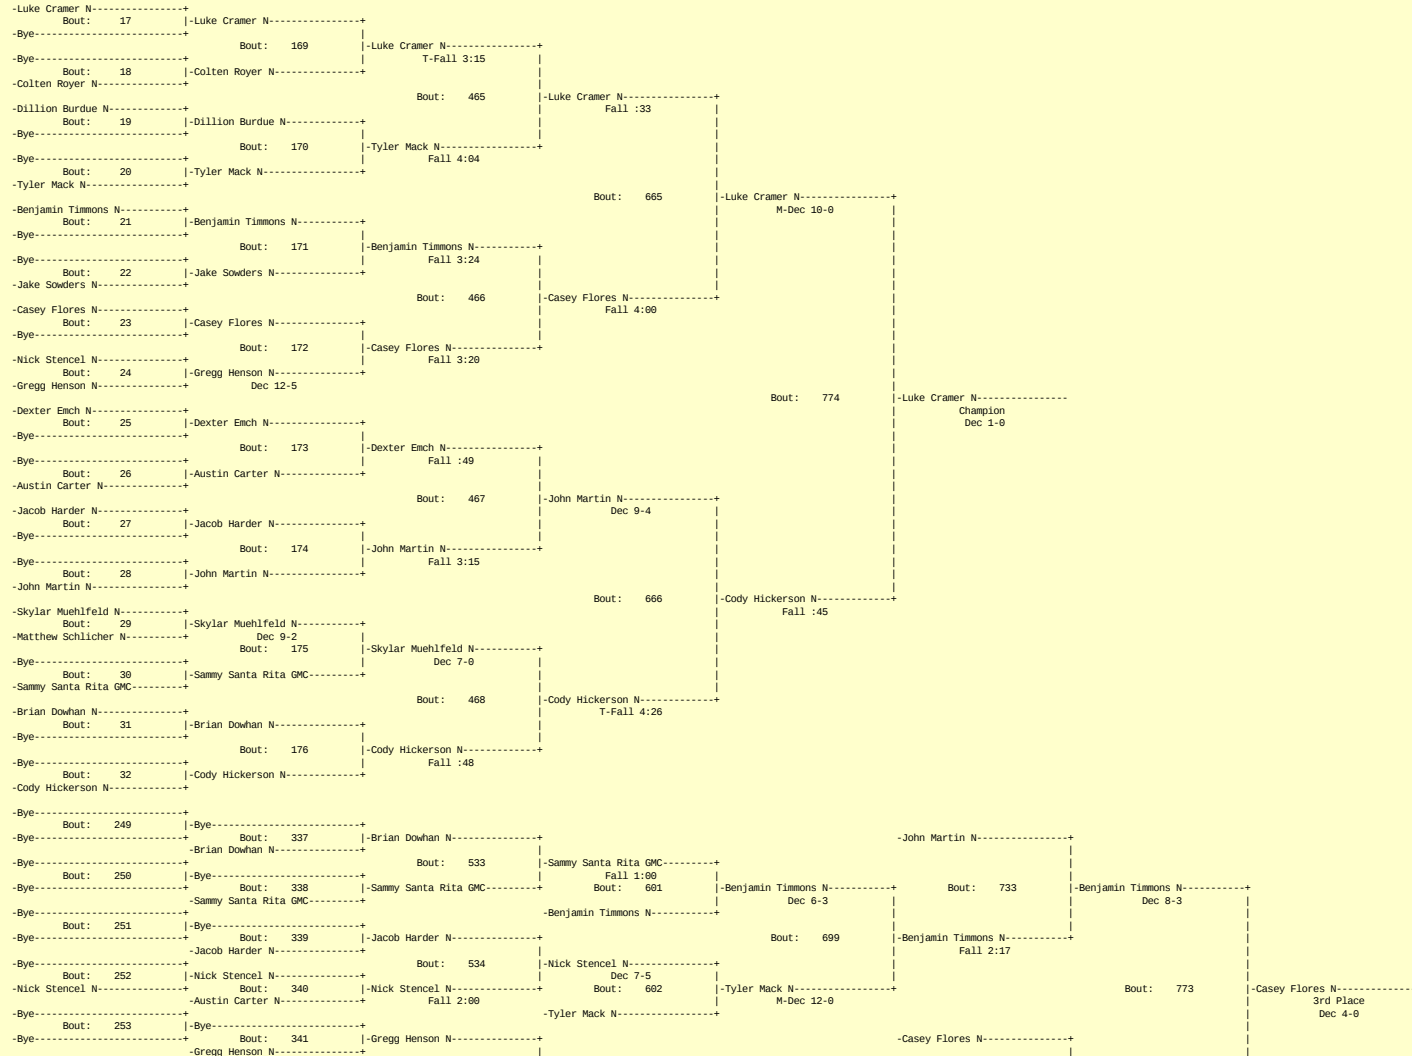 -Luke Cramer N----------------+
Bout: 17 |-Luke Cramer N----------------+
-Bye--------------------------+ |
Bout: 169 |-Luke Cramer N----------------+
-Bye--------------------------+ | T-Fall 3:15 |
Bout: 18 |-Colten Royer N---------------+ |
-Colten Royer N---------------+ |
Bout: 465 |-Luke Cramer N----------------+
-Dillion Burdue N-------------+ | Fall :33 |
Bout: 19 |-Dillion Burdue N-------------+ | |
-Bye--------------------------+ | | |
Bout: 170 |-Tyler Mack N-----------------+ |
-Bye--------------------------+ | Fall 4:04 |
Bout: 20 |-Tyler Mack N-----------------+ |
-Tyler Mack N-----------------+ |
Bout: 665 |-Luke Cramer N----------------+
-Benjamin Timmons N-----------+ | M-Dec 10-0 |
Bout: 21 |-Benjamin Timmons N-----------+ | |
-Bye--------------------------+ | | |
Bout: 171 |-Benjamin Timmons N-----------+ | |
-Bye--------------------------+ | Fall 3:24 | | |
Bout: 22 |-Jake Sowders N---------------+ | | |
-Jake Sowders N---------------+ | | |
Bout: 466 |-Casey Flores N---------------+ |
-Casey Flores N---------------+ | Fall 4:00 |
Bout: 23 |-Casey Flores N---------------+ | |
-Bye--------------------------+ | | |
Bout: 172 |-Casey Flores N---------------+ |
-Nick Stencel N---------------+ | Fall 3:20 |
Bout: 24 |-Gregg Henson N---------------+ |
-Gregg Henson N---------------+ Dec 12-5 |
Bout: 774 |-Luke Cramer N----------------
-Dexter Emch N----------------+ | Champion
Bout: 25 |-Dexter Emch N----------------+ | Dec 1-0
-Bye--------------------------+ | |
Bout: 173 |-Dexter Emch N----------------+ |
-Bye--------------------------+ | Fall :49 | |
Bout: 26 |-Austin Carter N--------------+ | |
-Austin Carter N--------------+ | |
Bout: 467 |-John Martin N----------------+ |
-Jacob Harder N---------------+ | Dec 9-4 | |
Bout: 27 |-Jacob Harder N---------------+ | | |
-Bye--------------------------+ | | | |
Bout: 174 |-John Martin N----------------+ | |
-Bye--------------------------+ | Fall 3:15 | |
Bout: 28 |-John Martin N----------------+ | |
-John Martin N----------------+ | |
Bout: 666 |-Cody Hickerson N-------------+
-Skylar Muehlfeld N-----------+ | Fall :45
Bout: 29 |-Skylar Muehlfeld N-----------+ |
-Matthew Schlicher N----------+ Dec 9-2 | |
Bout: 175 |-Skylar Muehlfeld N-----------+ |
-Bye--------------------------+ | Dec 7-0 | |
Bout: 30 |-Sammy Santa Rita GMC---------+ | |
-Sammy Santa Rita GMC---------+ | |
Bout: 468 |-Cody Hickerson N-------------+
-Brian Dowhan N---------------+ | T-Fall 4:26
Bout: 31 |-Brian Dowhan N---------------+ |
-Bye--------------------------+ | |
Bout: 176 |-Cody Hickerson N-------------+
-Bye--------------------------+ | Fall :48
Bout: 32 |-Cody Hickerson N-------------+
-Cody Hickerson N-------------+
-Bye--------------------------+
Bout: 249 |-Bye--------------------------+
-Bye--------------------------+ Bout: 337 |-Brian Dowhan N---------------+ -John Martin N----------------+
-Brian Dowhan N---------------+ | |
-Bye--------------------------+ Bout: 533 |-Sammy Santa Rita GMC---------+ |
Bout: 250 |-Bye--------------------------+ | Fall 1:00 | |
-Bye--------------------------+ Bout: 338 |-Sammy Santa Rita GMC---------+ Bout: 601 |-Benjamin Timmons N-----------+ Bout: 733 |-Benjamin Timmons N-----------+
-Sammy Santa Rita GMC---------+ | Dec 6-3 | | Dec 8-3 |
-Bye--------------------------+ -Benjamin Timmons N-----------+ | | |
Bout: 251 |-Bye--------------------------+ | | |
-Bye--------------------------+ Bout: 339 |-Jacob Harder N---------------+ Bout: 699 |-Benjamin Timmons N-----------+ |
-Jacob Harder N---------------+ | | Fall 2:17 |
-Bye--------------------------+ Bout: 534 |-Nick Stencel N---------------+ | |
Bout: 252 |-Nick Stencel N---------------+ | Dec 7-5 | | |
-Nick Stencel N---------------+ Bout: 340 |-Nick Stencel N---------------+ Bout: 602 |-Tyler Mack N-----------------+ Bout: 773 |-Casey Flores N---------------
-Austin Carter N--------------+ Fall 2:00 | M-Dec 12-0 | 3rd Place
-Bye--------------------------+ -Tyler Mack N-----------------+ | Dec 4-0
Bout: 253 |-Bye--------------------------+ |
-Bye--------------------------+ Bout: 341 |-Gregg Henson N---------------+ -Casey Flores N---------------+ |
-Gregg Henson N---------------+ | | |